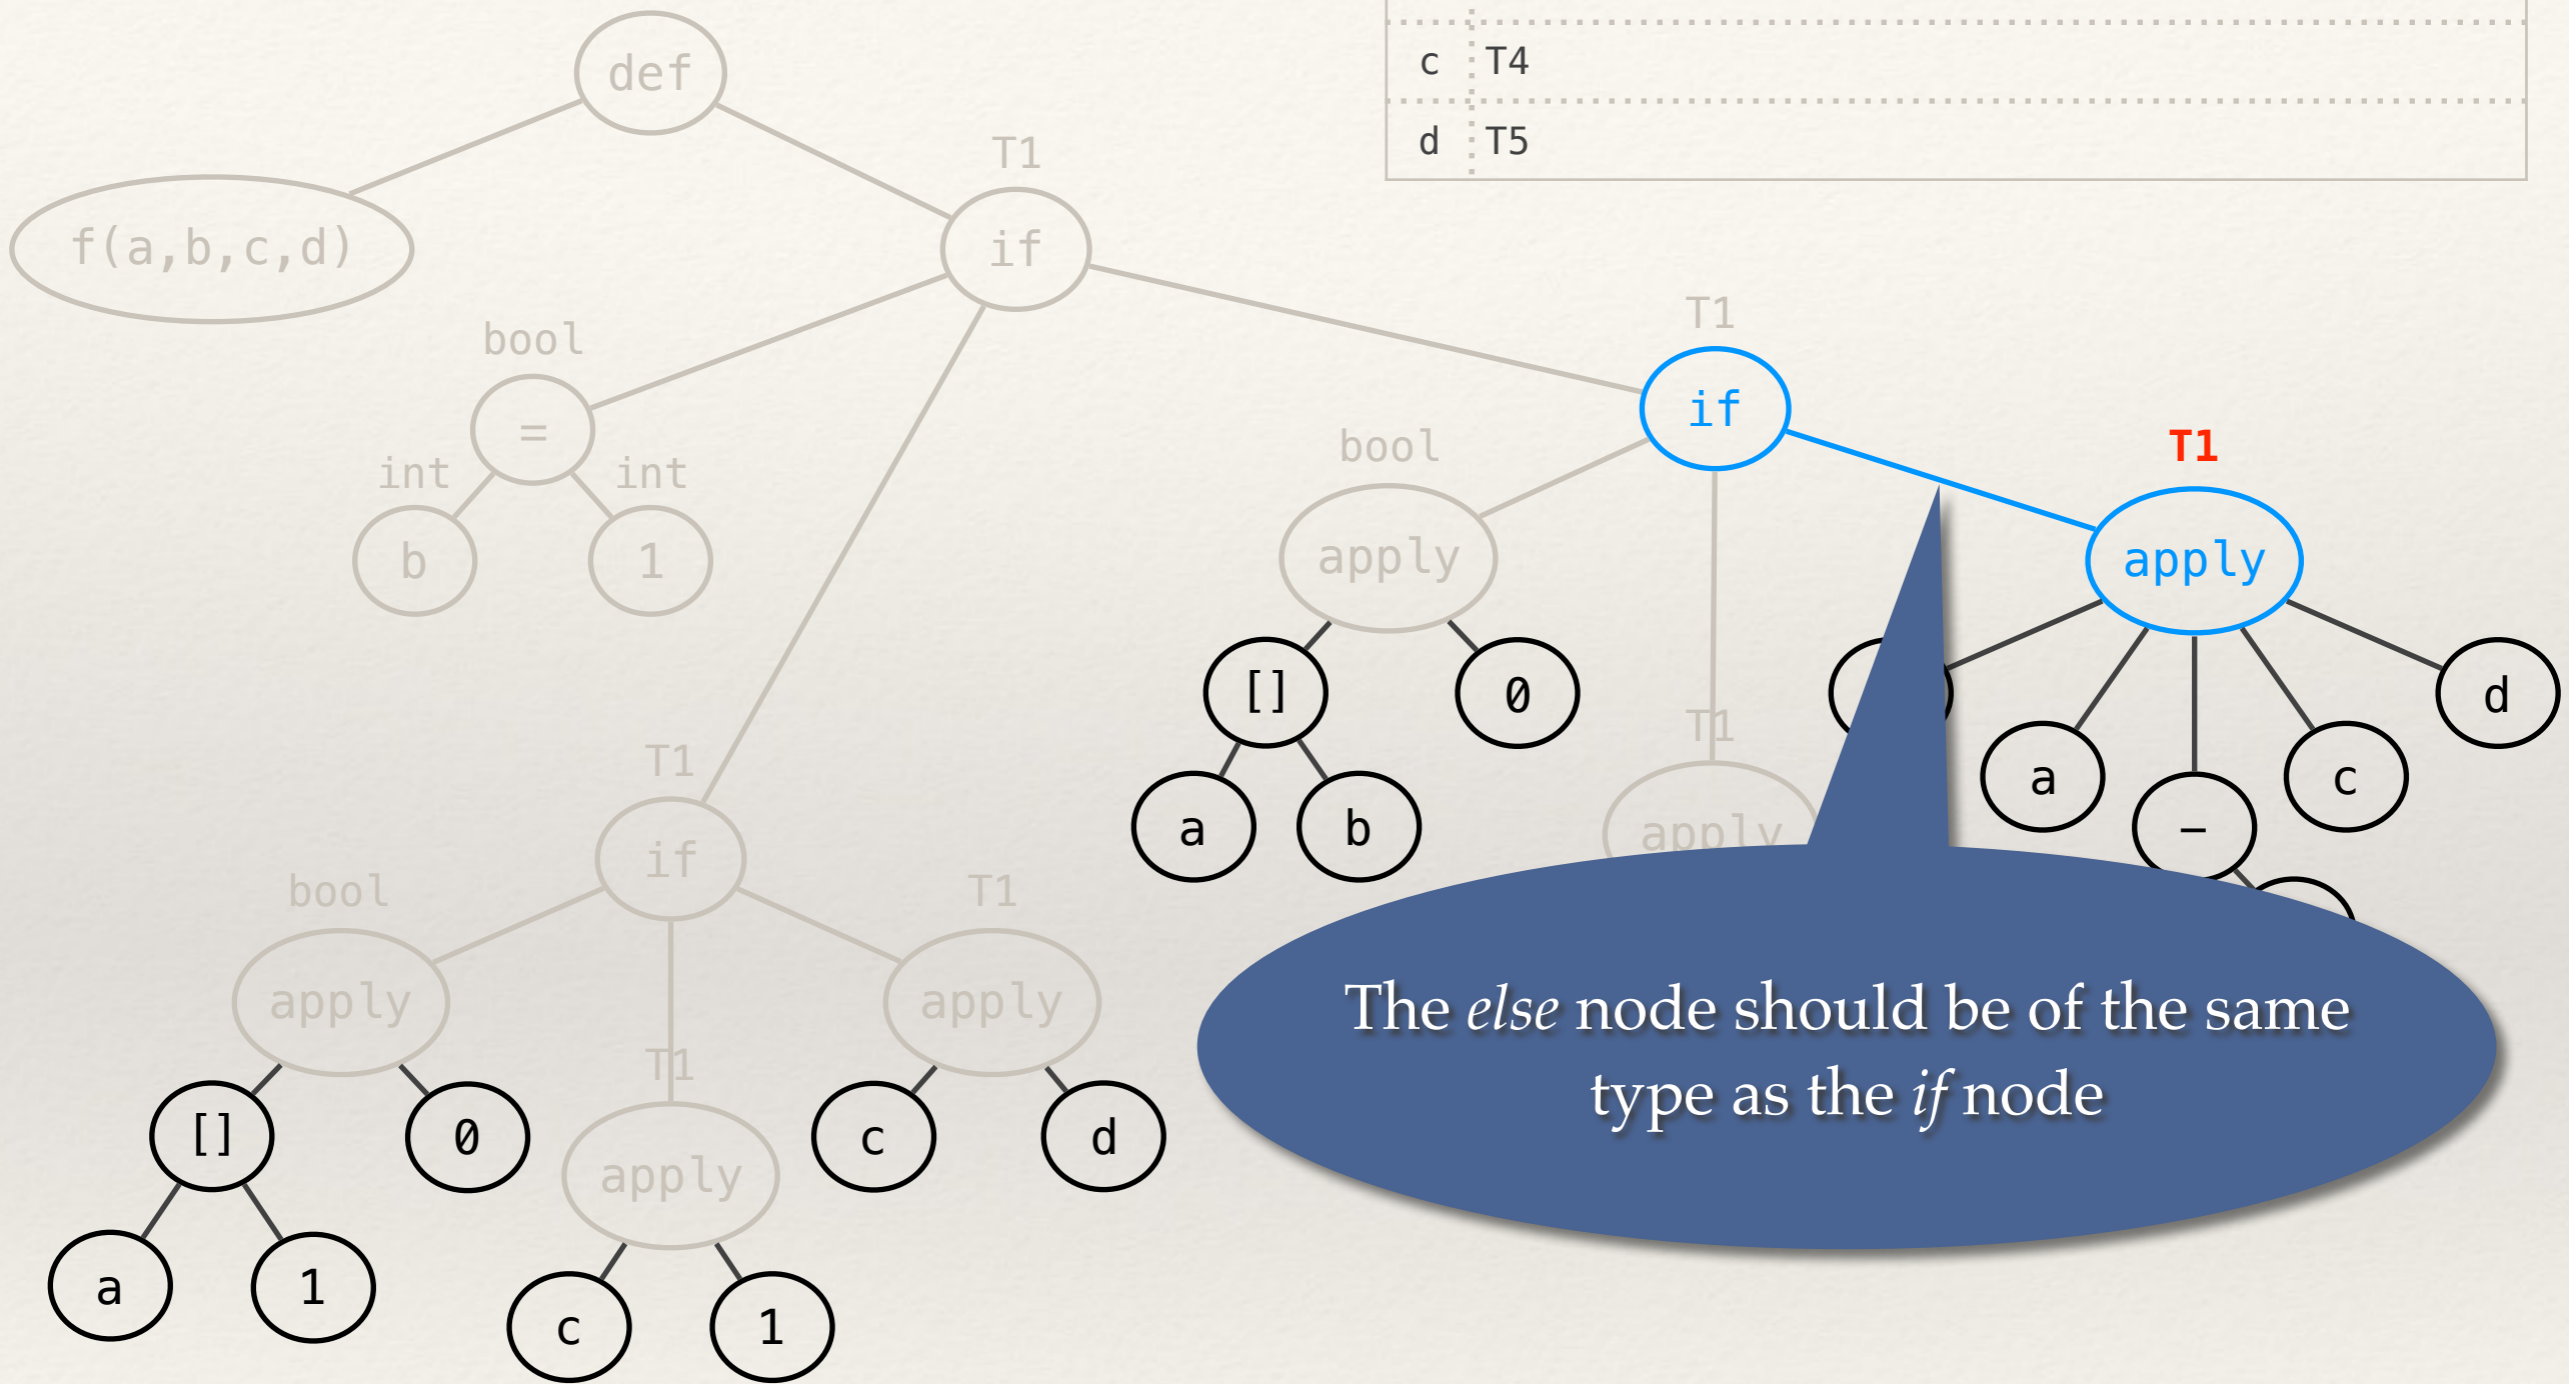 def
c T4
d T5
T1
f(a,b,c,d)
if
T1
bool
if
=
bool
T1
int
int
b
1
apply
apply
[]
0
d
a
c
T1
T1
a
b
–
apply
if
bool
T1
apply
apply
The else node should be of the same
type as the if node
T1
[]
0
c
d
apply
a
1
c
1